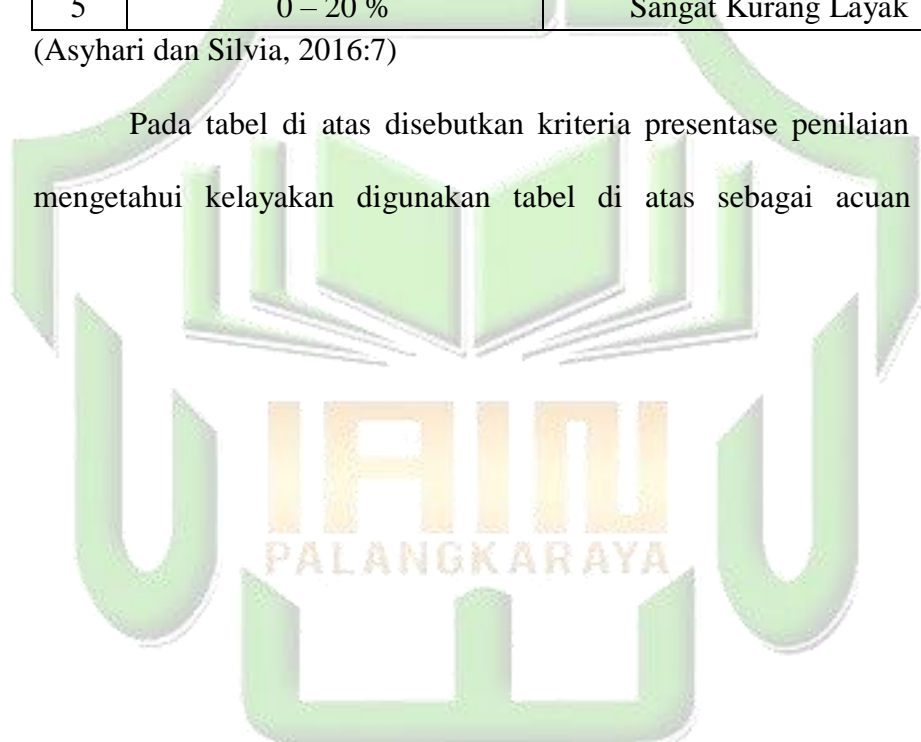 5 0 – 20 % Sangat Kurang Layak
(Asyhari dan Silvia, 2016:7)
Pada tabel di atas disebutkan kriteria presentase penilaian
mengetahui kelayakan digunakan tabel di atas sebagai acuan
IAIN
PALANGKARAYA